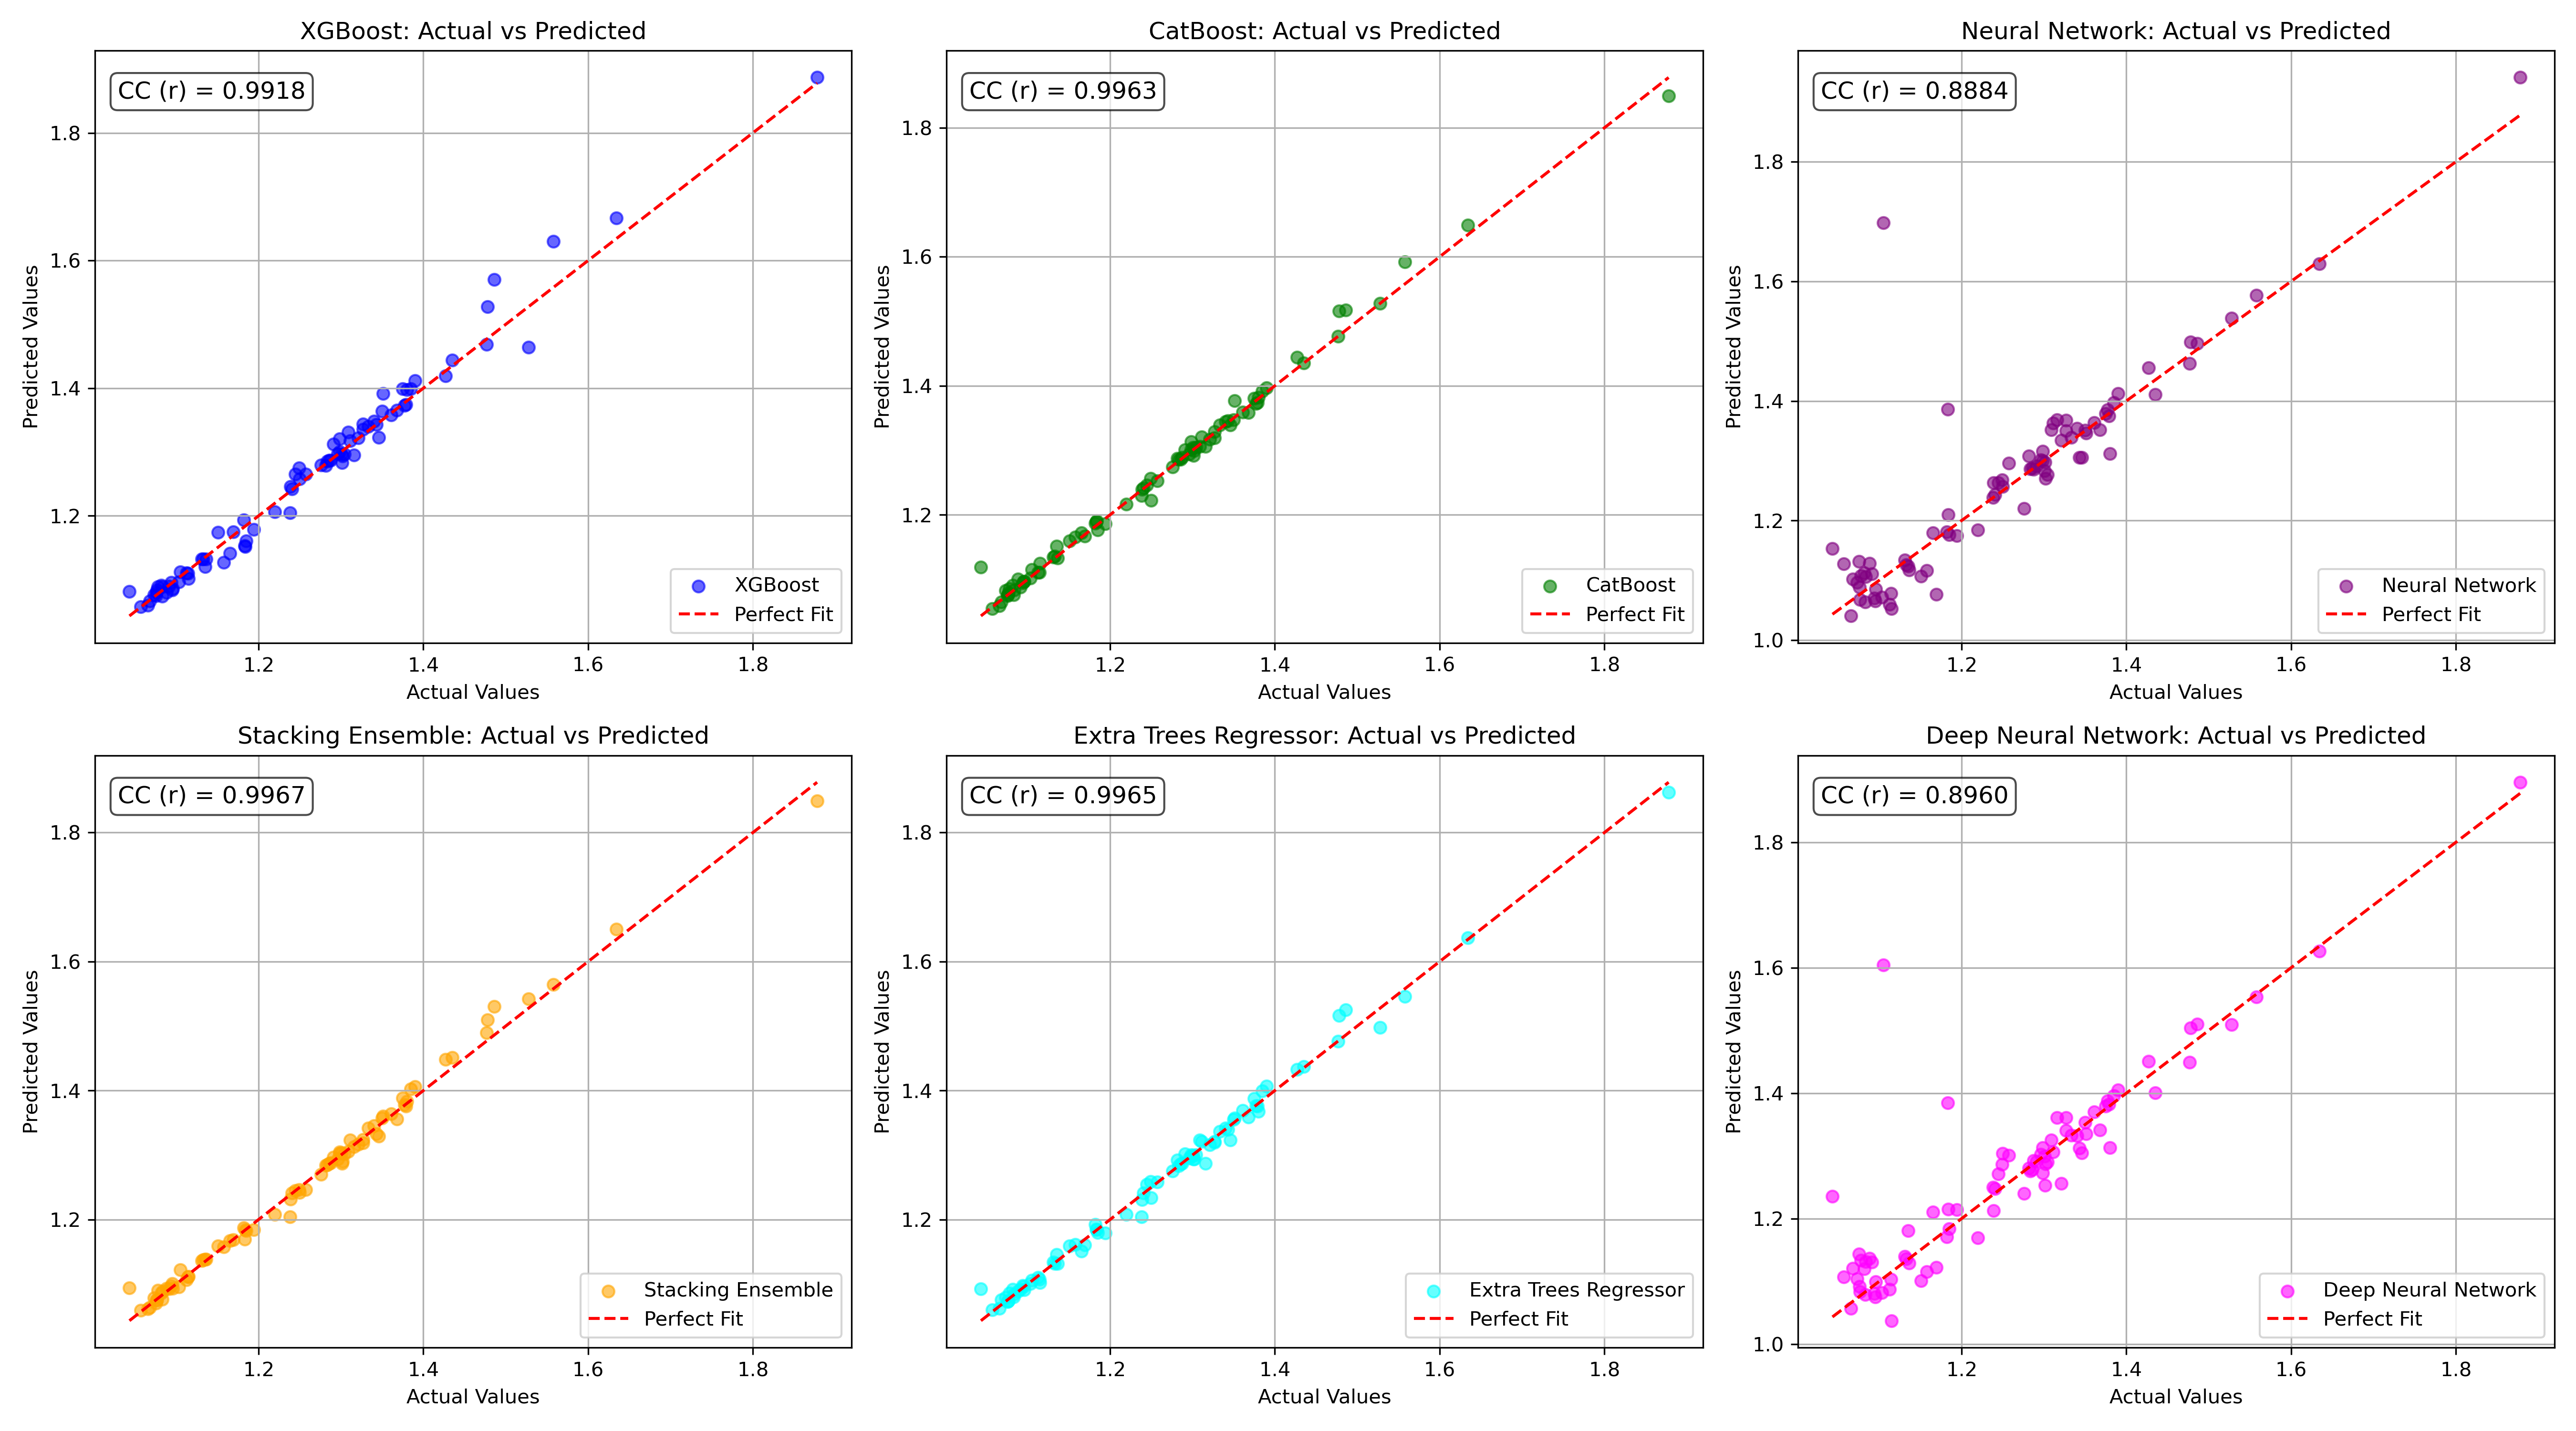 XGBoost: Actual vs Predicted
CC (r) = 0.9918
1.8
1.6
1.4
1.2
Predicted Values
XGBoost
Perfect Fit
1.2 1.4 1.6 1.8
Actual Values
CatBoost: Actual vs Predicted
CC (r) = 0.9963
1.8
1.6
1.4
1.2
Predicted Values
CatBoost
Perfect Fit
1.2 1.4 1.6 1.8
Actual Values
Neural Network: Actual vs Predicted
CC (r) = 0.8884
1.8
1.6
1.4
1.2
1.0
Predicted Values
Neural Network
Perfect Fit
1.2 1.4 1.6 1.8
Actual Values
Stacking Ensemble: Actual vs Predicted
CC (r) = 0.9967
1.8
1.6
1.4
1.2
Predicted Values
Stacking Ensemble
Perfect Fit
1.2 1.4 1.6 1.8
Actual Values
Extra Trees Regressor: Actual vs Predicted
CC (r) = 0.9965
1.8
1.6
1.4
1.2
Predicted Values
Extra Trees Regressor
Perfect Fit
1.2 1.4 1.6 1.8
Actual Values
Deep Neural Network: Actual vs Predicted
CC (r) = 0.8960
1.8
1.6
1.4
1.2
1.0
Predicted Values
Deep Neural Network
Perfect Fit
1.2 1.4 1.6 1.8
Actual Values